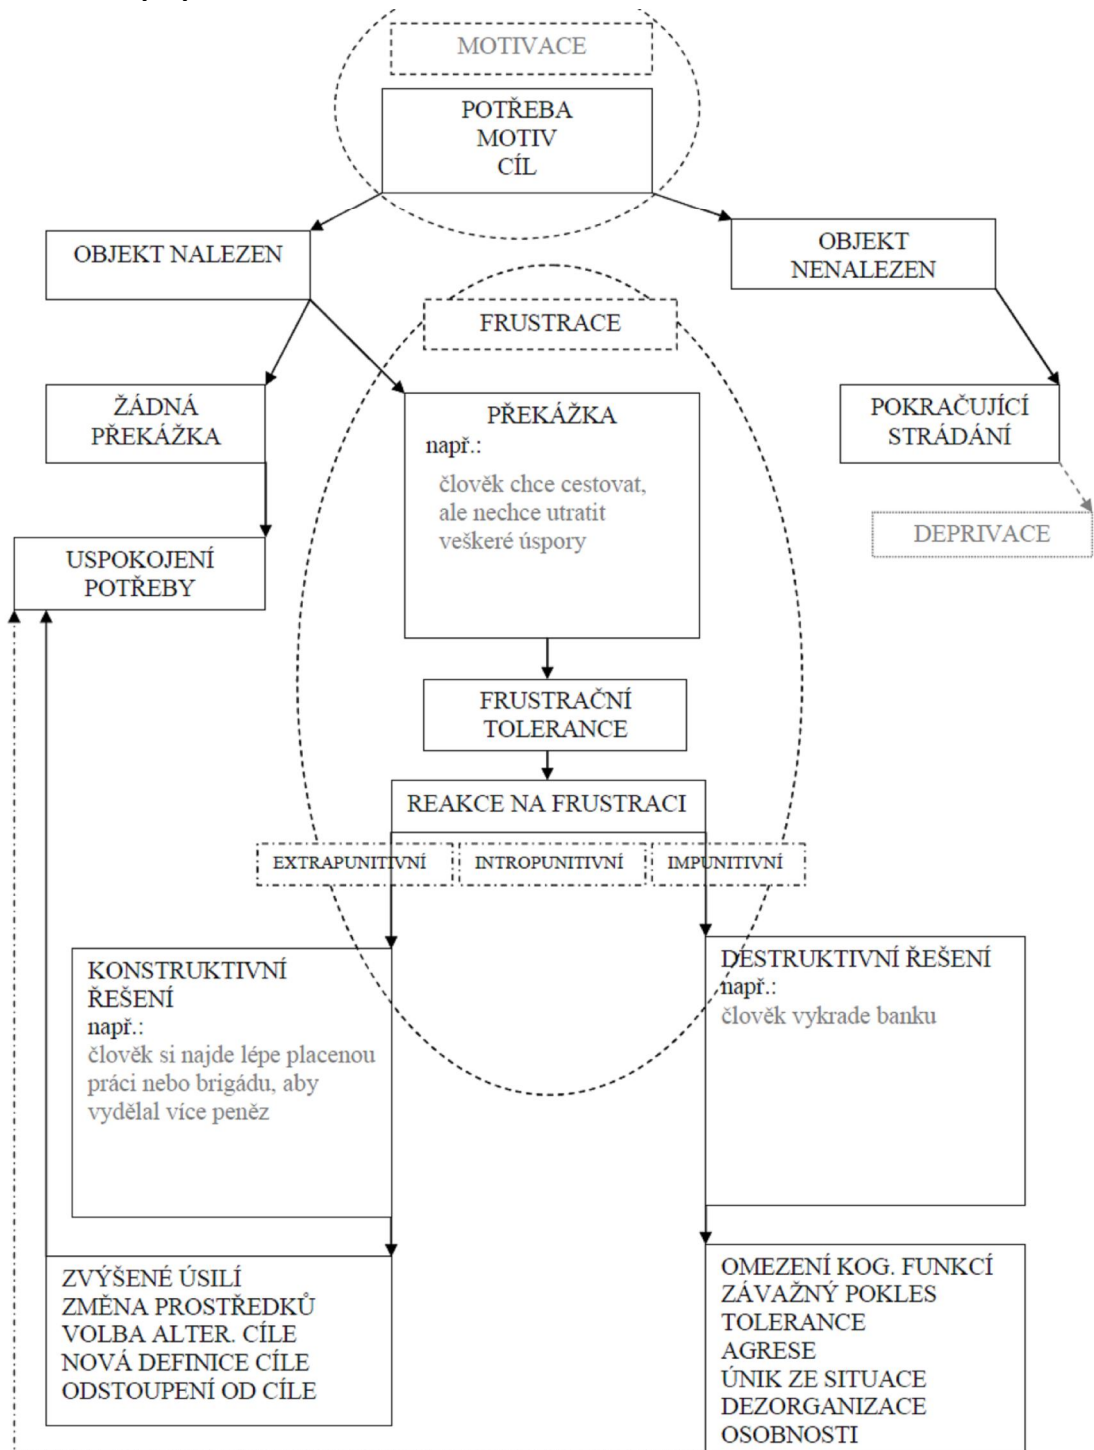 MOTIVACE
POTŘEBA
MOTIV
CÍL
OBJEKT NALEZEN
OBJEKT
NENALEZEN
FRUSTRACE
ŽÁDNÁ
PŘEKÁŽKA
PŘEKÁŽKA
např.:
člověk chce cestovat,
ale nechce utratit
veškeré úspory
POKRAČUJÍCÍ
STRÁDÁNÍ
DEPRIVACE
USPOKOJENÍ
POTŘEBY
FRUSTRAČNÍ
TOLERANCE
REAKCE NA FRUSTRACI
EXTRAPUNITIVNÍ
INTROPUNITIVNÍ
IMPUNITIVNÍ
KONSTRUKTIVNÍ
ŘEŠENÍ
např.:
člověk si najde lépe placenou
práci nebo brigádu, aby
vydělal více peněz
DESTRUKTIVNÍ ŘEŠENÍ
např.:
člověk vykrade banku
ZVÝŠENÉ ÚSILÍ
ZMĚNA PROSTŘEDKŮ
VOLBA ALTER. CÍLE
NOVÁ DEFINICE CÍLE
ODSTOUPENÍ OD CÍLE
OMEZENÍ KOG. FUNKCÍ
ZÁVAŽNÝ POKLES
TOLERANCE
AGRESE
ÚNIK ZE SITUACE
DEZORGANIZACE
OSOBNOSTI